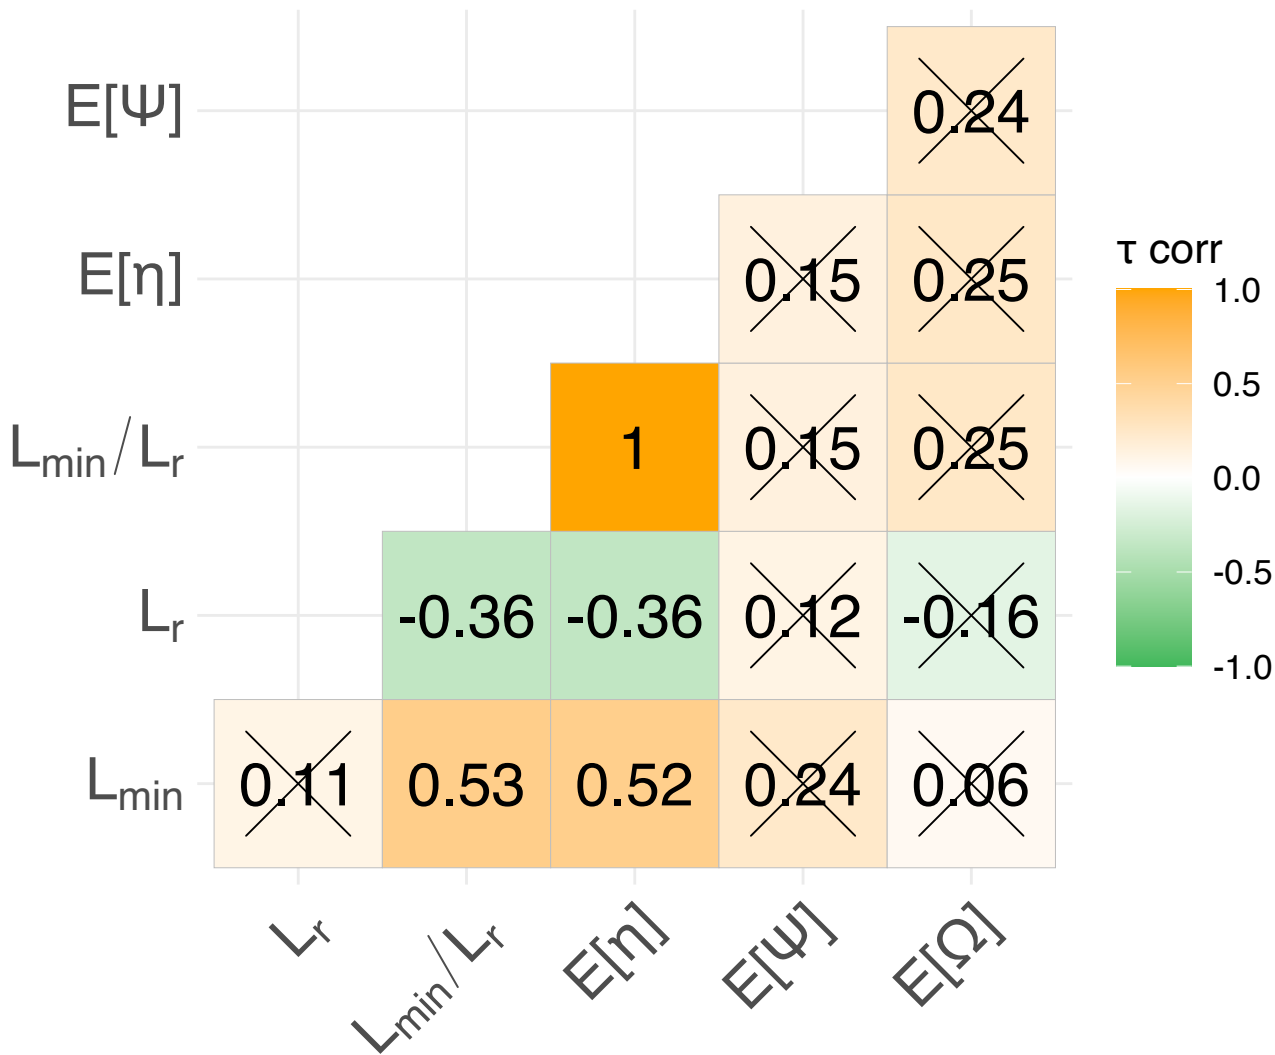 E[Ψ] 0.24
E[η] 0.15 0.25
L_min/L_r 1 0.15 0.25
L_r -0.36 -0.36 0.12 -0.16
L_min 0.11 0.53 0.52 0.24 0.06
L_r L_min/L_r E[η] E[Ψ] E[Ω]
τ corr
1.0
0.5
0.0
-0.5
-1.0